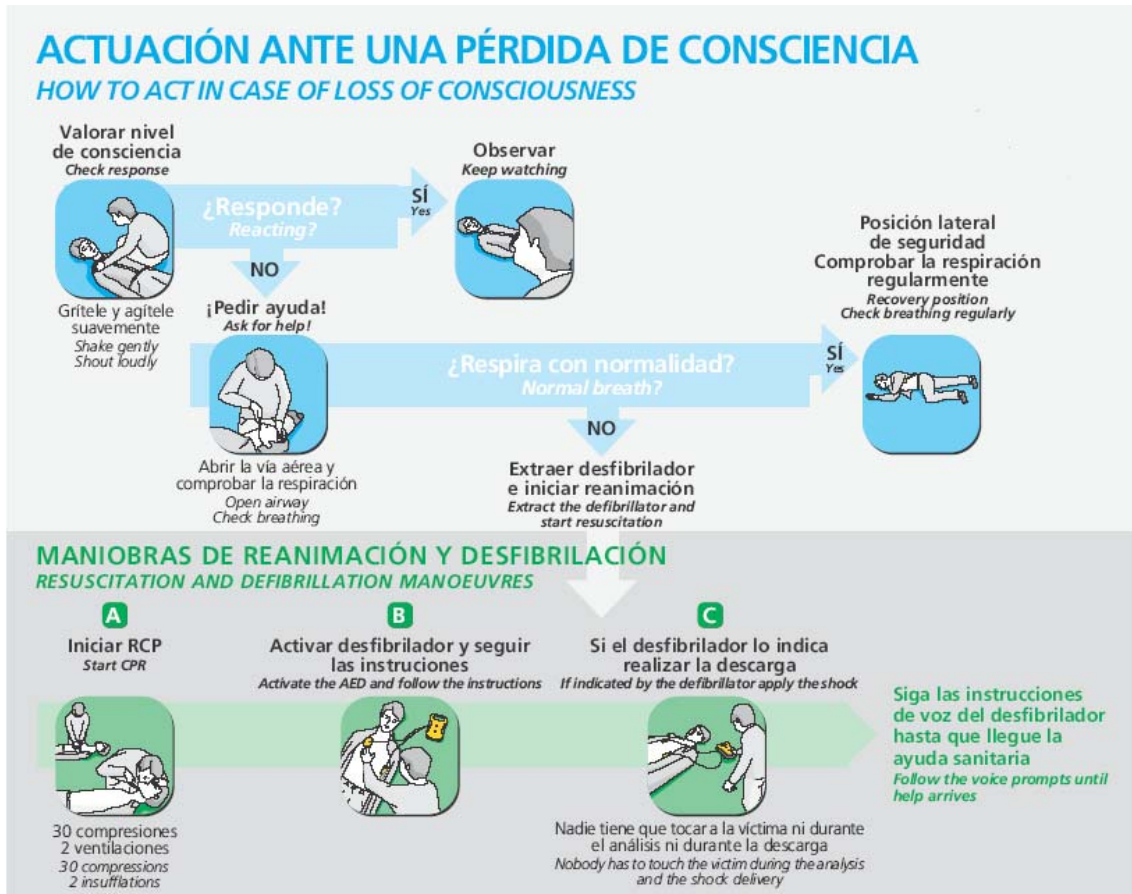 ACTUACIÓN ANTE UNA PÉRDIDA DE CONSCIENCIA
HOW TO ACT IN CASE OF LOSS OF CONSCIOUSNESS
Valorar nivel
de consciencia
Check response
¿Responde?
Reacting?
SÍ
Yes
Observar
Keep watching
Grítele y agítele
suavemente
Shake gently
Shout loudly
NO
¡Pedir ayuda!
Ask for help!
Abrir la vía aérea y
comprobar la respiración
Open airway
Check breathing
¿Respira con normalidad?
Normal breath?
SÍ
Yes
Posición lateral
de seguridad
Comprobar la respiración
regularmente
Recovery position
Check breathing regularly
NO
Extraer desfibrilador
e iniciar reanimación
Extract the defibrillator and
start resuscitation
MANIOBRAS DE REANIMACIÓN Y DESFIBRILACIÓN
RESUSCITATION AND DEFIBRILLATION MANOEUVRES
A
Iniciar RCP
Start CPR
30 compresiones
2 ventilaciones
30 compressions
2 insufflations
B
Activar desfibrilador y seguir
las instruciones
Activate the AED and follow the instructions
C
Si el desfibrilador lo indica
realizar la descarga
If indicated by the defibrillator apply the shock
Nadie tiene que tocar a la víctima ni durante
el análisis ni durante la descarga
Nobody has to touch the victim during the analysis
and the shock delivery
Siga las instrucciones
de voz del desfibrilador
hasta que llegue la
ayuda sanitaria
Follow the voice prompts until
help arrives